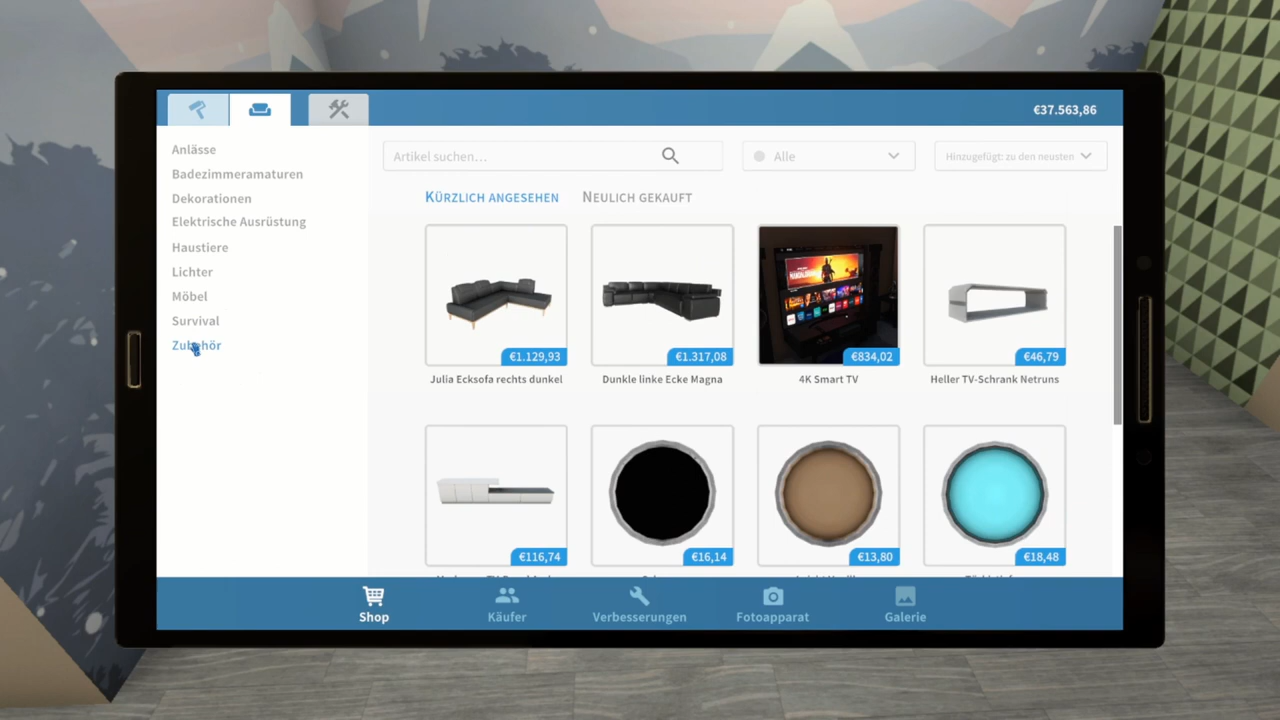 €37.563,86
Anlässe
Badezimmeramaturen
Dekorationen
Elektrische Ausrüstung
Haustiere
Lichter
Möbel
Survival
Zubehör
Artikel suchen...
Alle
Hinzugefügt: zu den neusten
KÜRZLICH ANGESEHEN
NEULICH GEKAUFT
€1.129,93
€1.317,08
€834,02
€46,79
Julia Ecksofa rechts dunkel
Dunkle linke Ecke Magna
4K Smart TV
Heller TV-Schrank Netruns
€116,74
€16,14
€13,80
€18,48
Shop
Käufer
Verbesserungen
Fotoapparat
Galerie